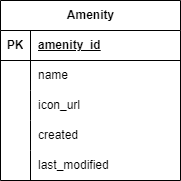 Amenity
PK amenity_id
name
icon_url
created
last_modified